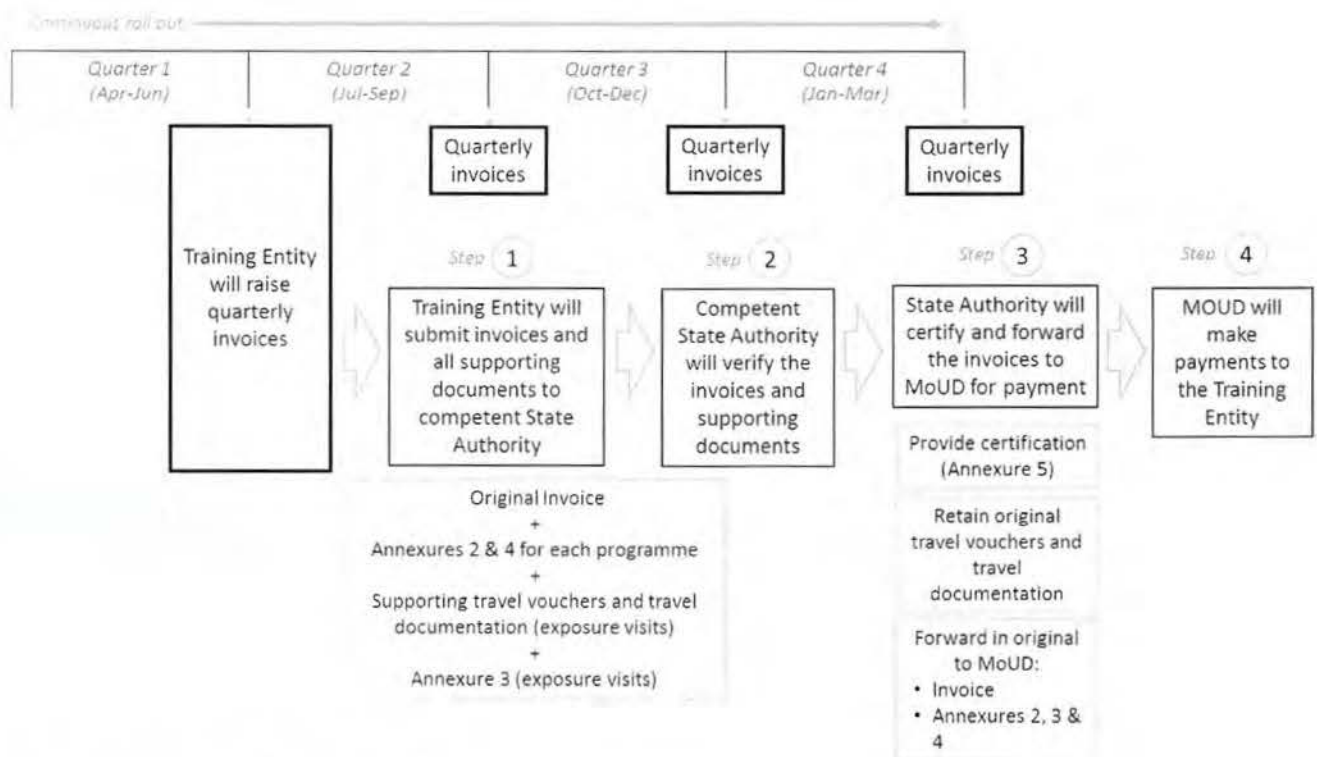 Continuous roll out
Quarter 1
(Apr-Jun)
Quarter 2
(Jul-Sep)
Quarter 3
(Oct-Dec)
Quarter 4
(Jan-Mar)
Training Entity
will raise
quarterly
invoices
Quarterly
invoices
Quarterly
invoices
Quarterly
invoices
Step 1
Training Entity will
submit invoices and
all supporting
documents to
competent State
Authority
Original Invoice
+
Annexures 2 & 4 for each programme
+
Supporting travel vouchers and travel
documentation (exposure visits)
+
Annexure 3 (exposure visits)
Step 2
Competent
State Authority
will verify the
invoices and
supporting
documents
Step 3
State Authority will
certify and forward
the invoices to
MoUD for payment
Provide certification
(Annexure 5)
Retain original
travel vouchers and
travel
documentation
Forward in original
to MoUD:
• Invoice
• Annexures 2, 3 &
4
Step 4
MOUD will
make
payments to
the Training
Entity